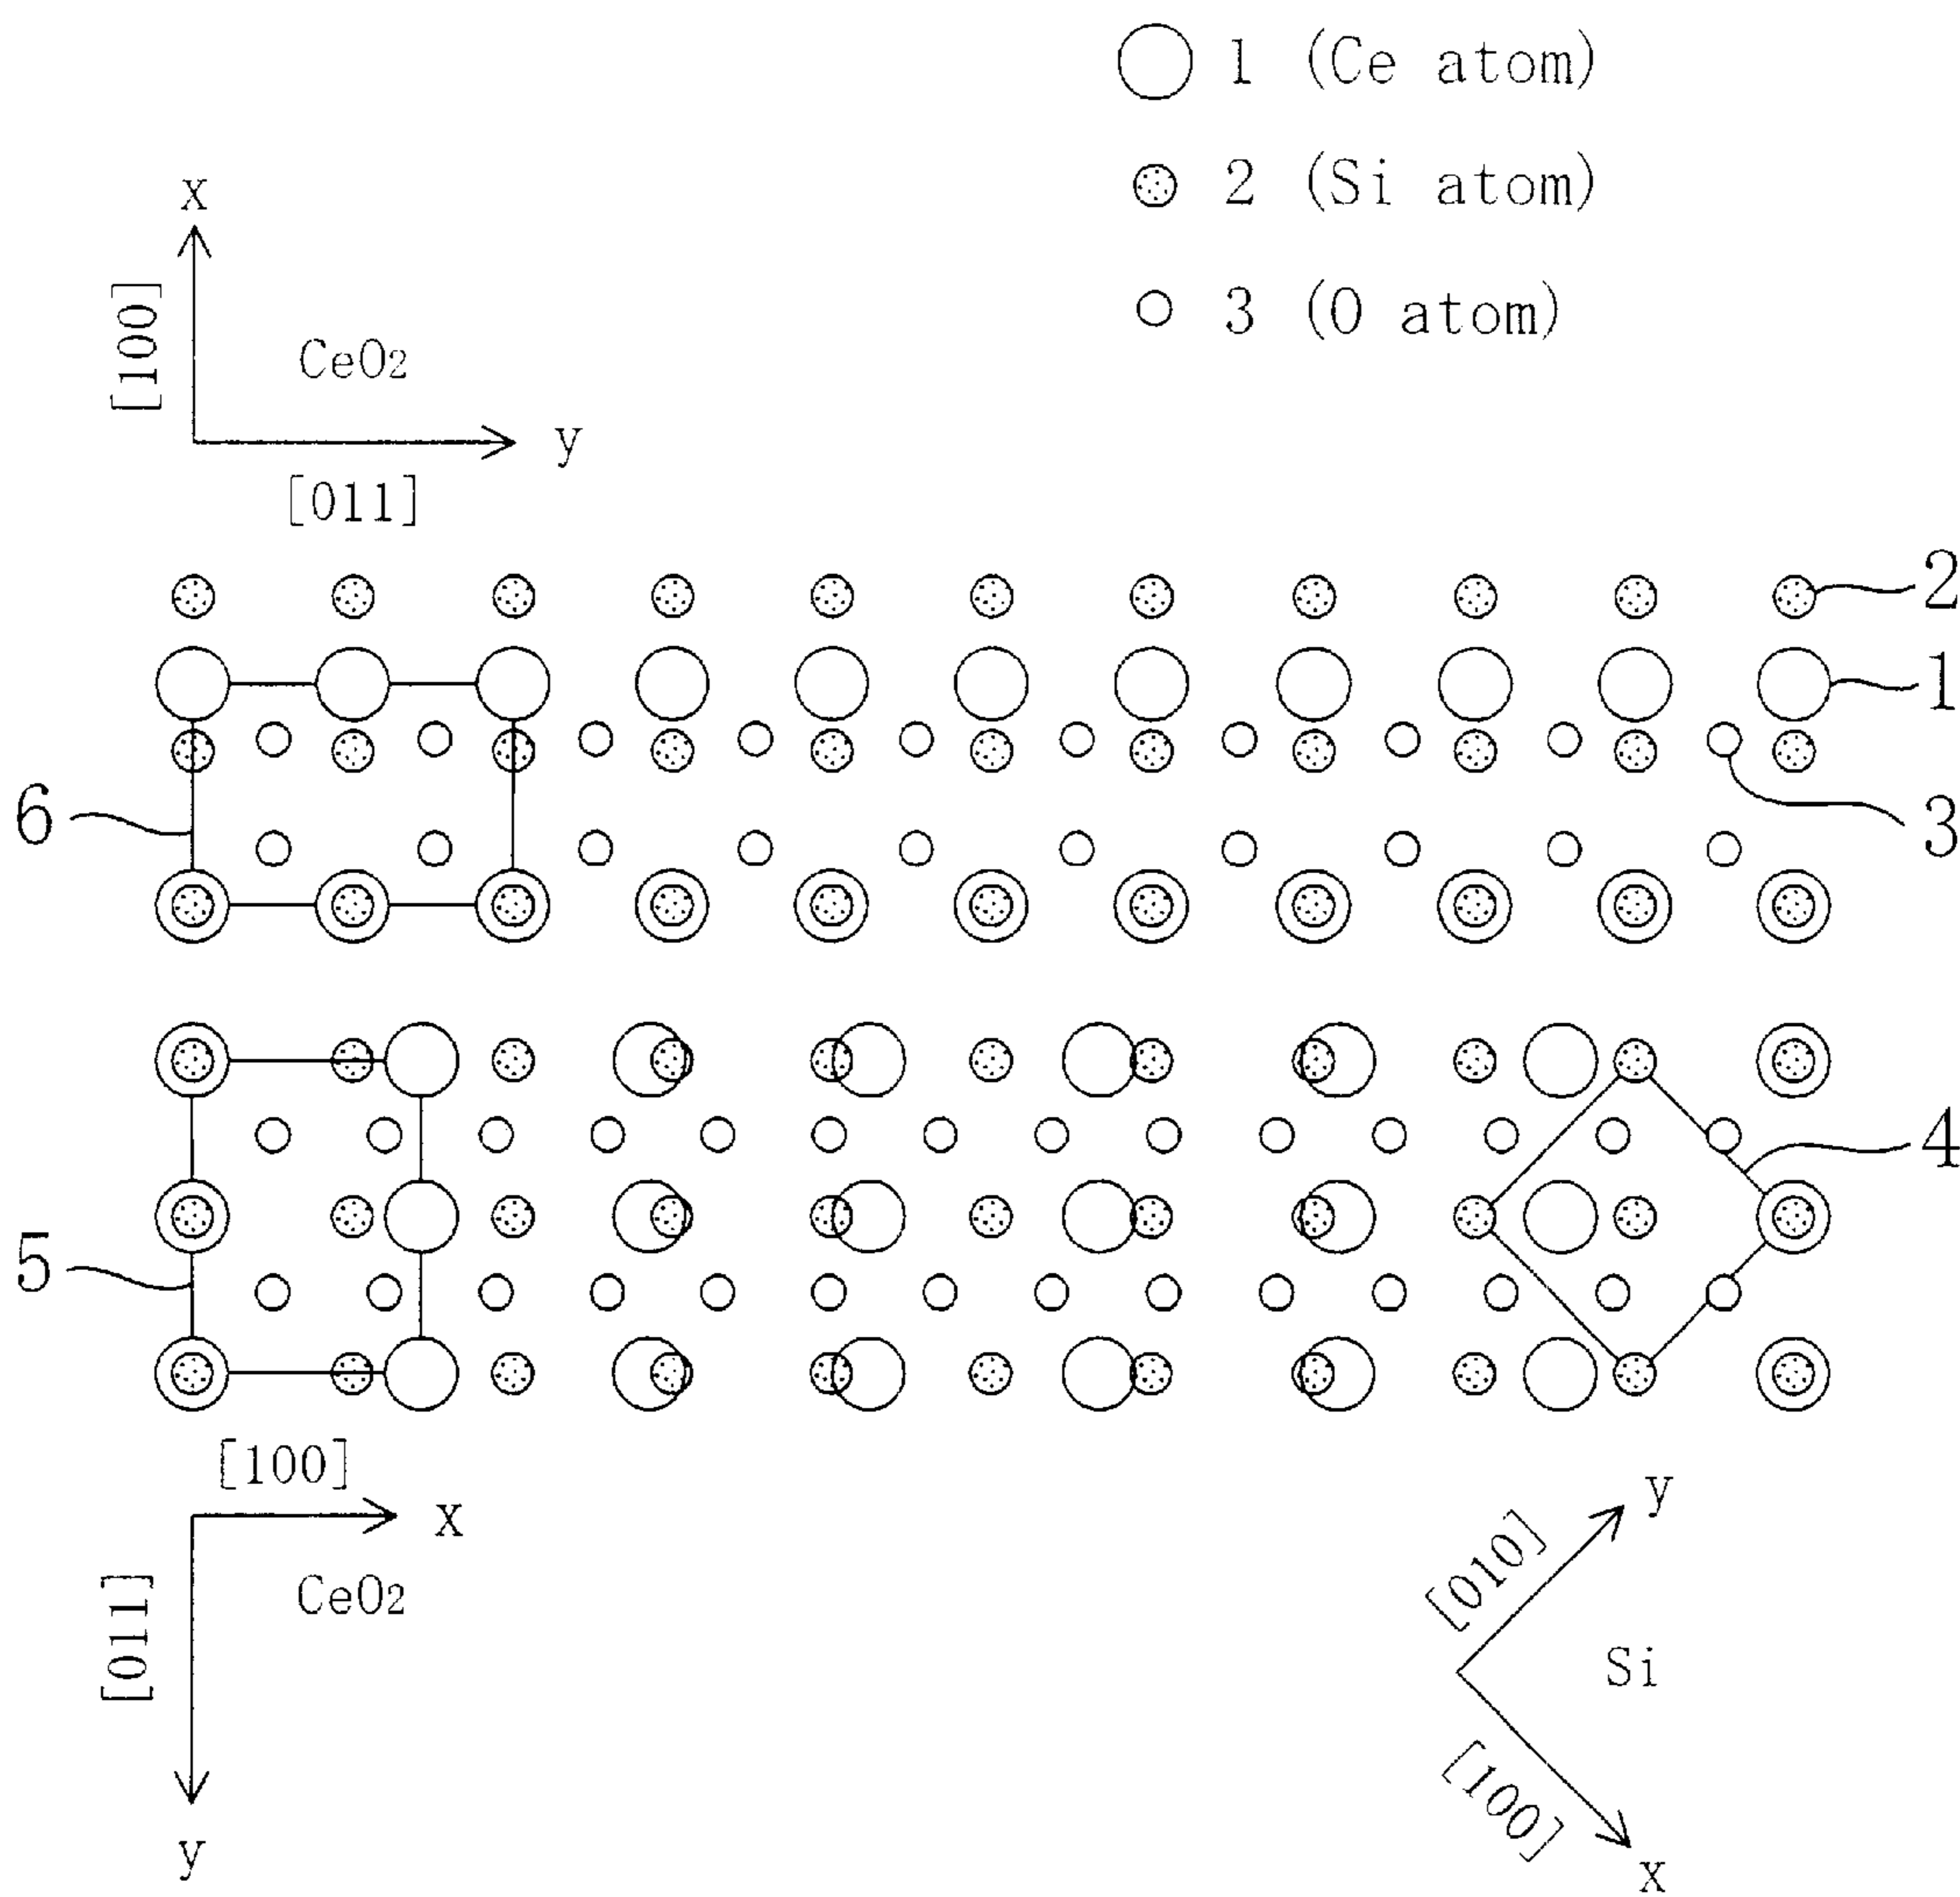 1 (Ce atom)
2 (Si atom)
3 (O atom)
x
[100]
CeO2
y
[011]
2
1
6
3
4
5
[100]
x
[011]
CeO2
y
y
[010]
Si
[100]
x